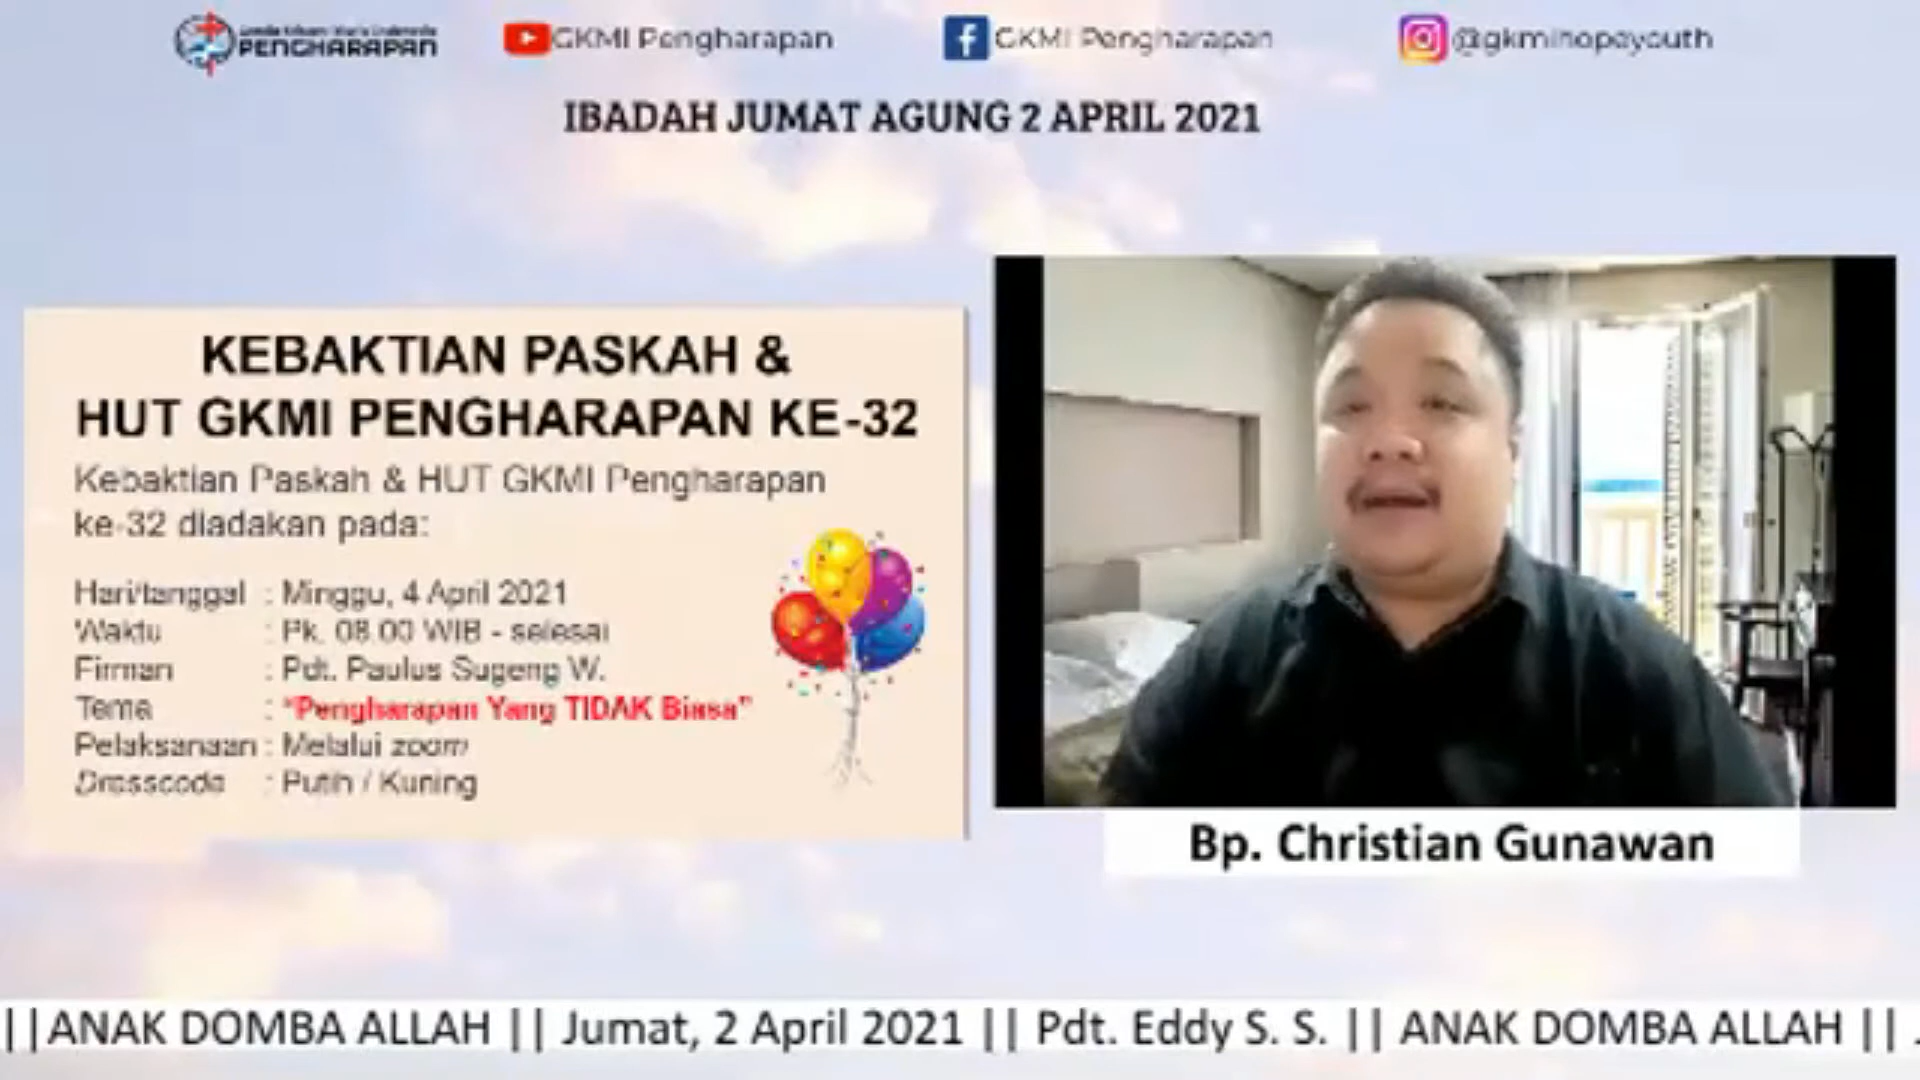 PENGHARAPAN
GKMI Pengharapan
GKMI Pengharapan
@gkmihopeyouth
IBADAH JUMAT AGUNG 2 APRIL 2021
KEBAKTIAN PASKAH &
HUT GKMI PENGHARAPAN KE-32
Kebaktian Paskah & HUT GKMI Pengharapan
ke-32 diadakan pada:
Hari/tanggal : Minggu, 4 April 2021
Waktu : Pk. 08.00 WIB - selesai
Firman : Pdt. Paulus Sugeng W.
Tema : "Pengharapan Yang TIDAK Biasa"
Pelaksanaan : Melalui zoom
Dresscode : Putih / Kuning
Bp. Christian Gunawan
||ANAK DOMBA ALLAH || Jumat, 2 April 2021 || Pdt. Eddy S. S. || ANAK DOMBA ALLAH ||